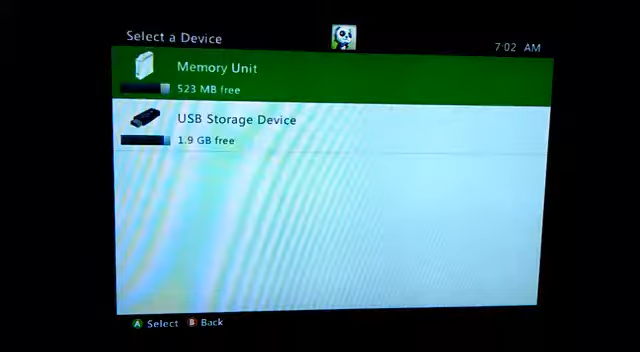 Select a Device
7:02 AM
Memory Unit
523 MB free
USB Storage Device
1.9 GB free
A Select B Back